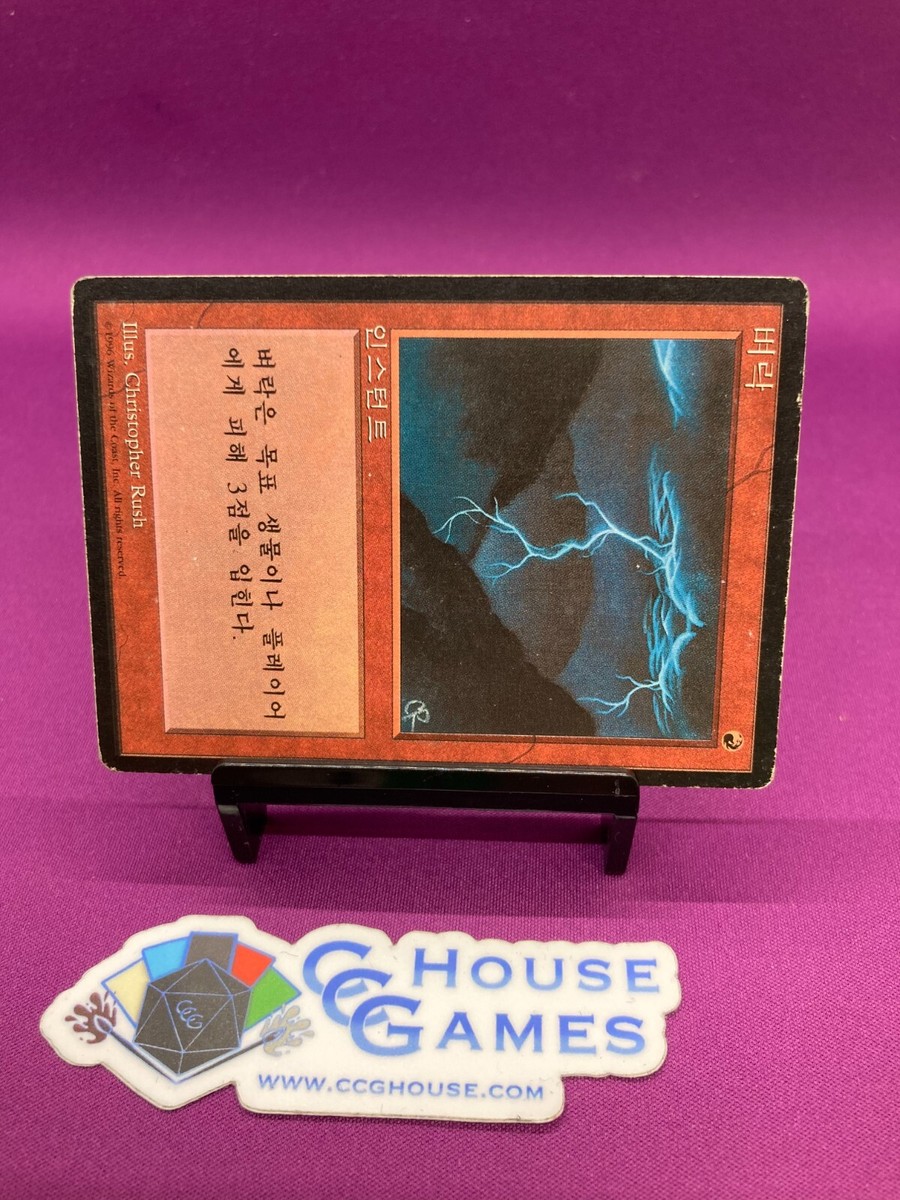 벼락
인스턴트
벼락은 목표 생물이나 플레이어
에게 피해 3점을 입힌다.
Illus. Christopher Rush
© 1996 Wizards of the Coast, Inc. All rights reserved.
CCG HOUSE
GAMES
WWW.CCGHOUSE.COM